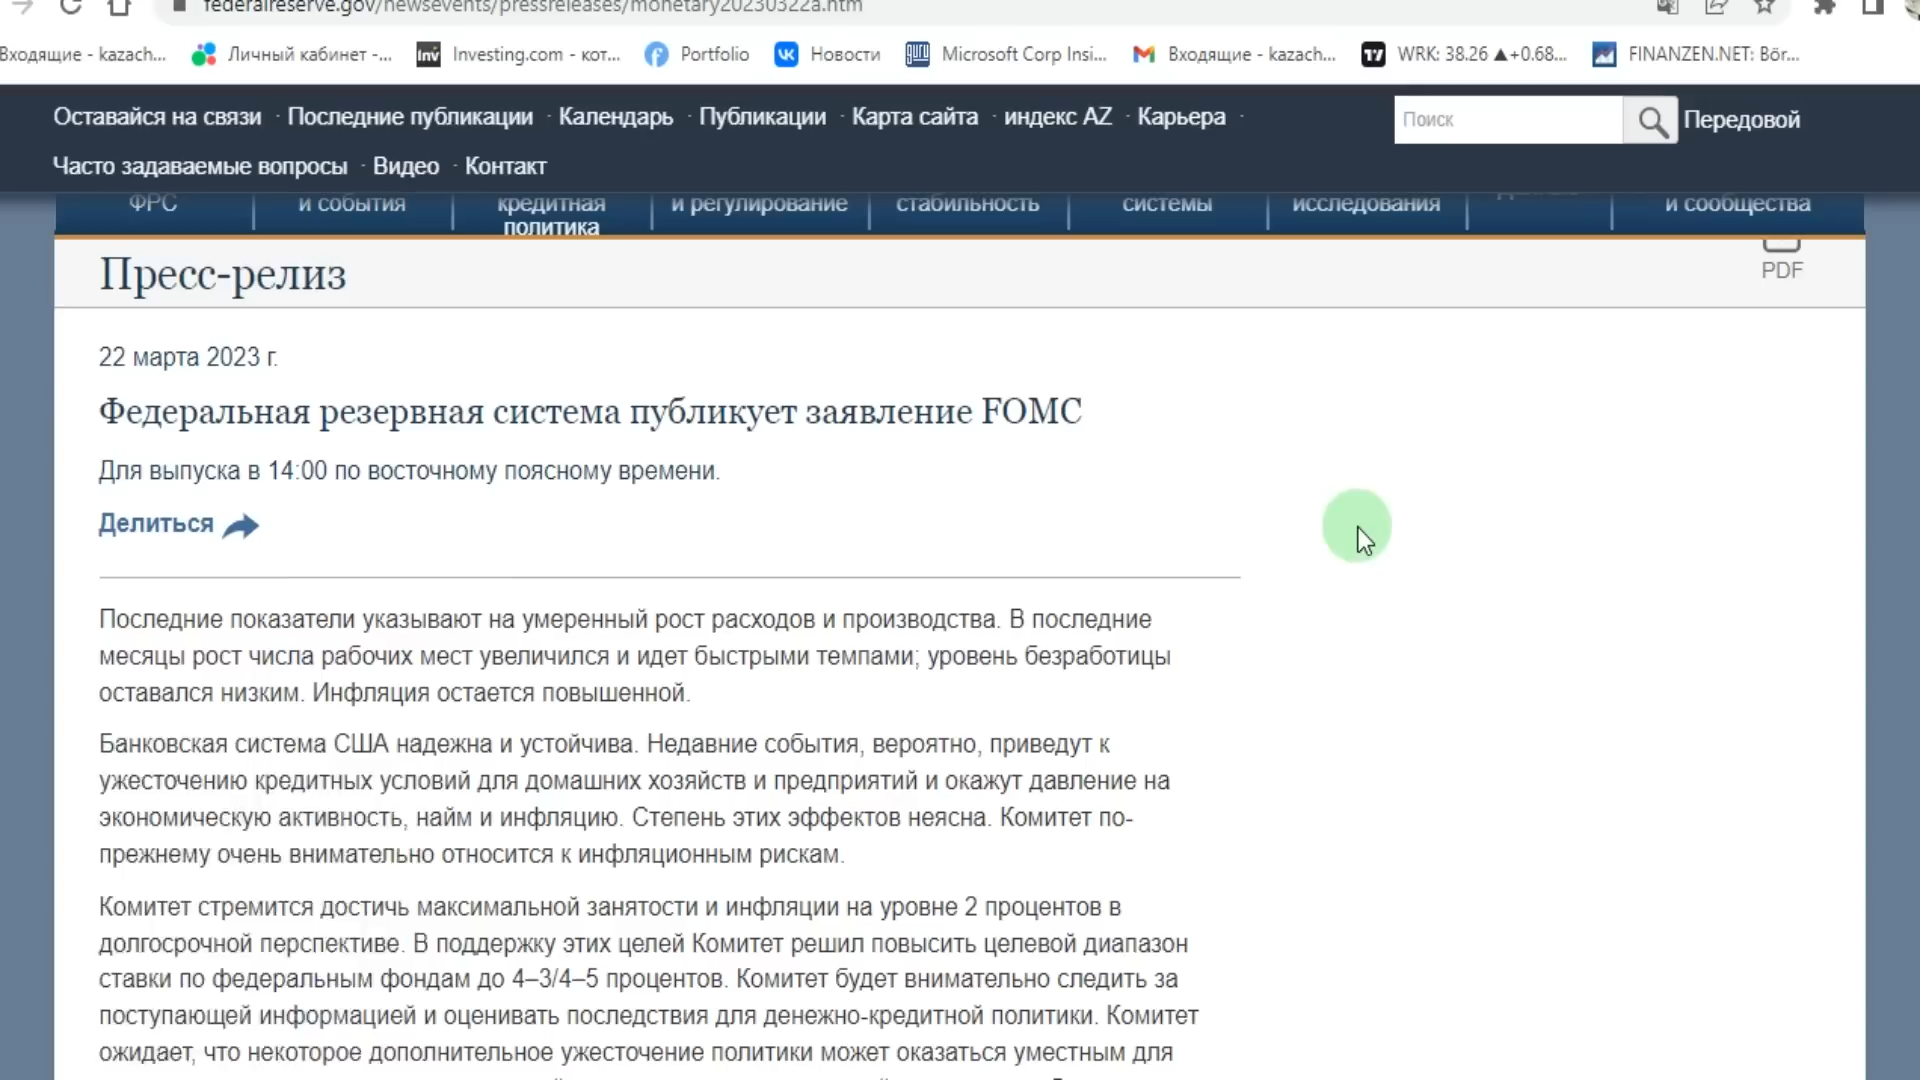 federalreserve.gov/newsevents/pressreleases/monetary20230322a.htm
Входящие - kazach...
Личный кабинет -...
Investing.com - кот...
Portfolio
Новости
Microsoft Corp Insi...
Входящие - kazach...
WRK: 38.26 ▲+0.68...
FINANZEN.NET: Bör...
Оставайся на связи · Последние публикации · Календарь · Публикации · Карта сайта · индекс AZ · Карьера ·
Поиск
Передовой
Часто задаваемые вопросы · Видео · Контакт
ФРС
и события
кредитная
политика
и регулирование
стабильность
системы
исследования
и сообщества
Пресс-релиз
PDF
22 марта 2023 г.
Федеральная резервная система публикует заявление FOMC
Для выпуска в 14:00 по восточному поясному времени.
Делиться
Последние показатели указывают на умеренный рост расходов и производства. В последние
месяцы рост числа рабочих мест увеличился и идет быстрыми темпами; уровень безработицы
оставался низким. Инфляция остается повышенной.
Банковская система США надежна и устойчива. Недавние события, вероятно, приведут к
ужесточению кредитных условий для домашних хозяйств и предприятий и окажут давление на
экономическую активность, найм и инфляцию. Степень этих эффектов неясна. Комитет по-
прежнему очень внимательно относится к инфляционным рискам.
Комитет стремится достичь максимальной занятости и инфляции на уровне 2 процентов в
долгосрочной перспективе. В поддержку этих целей Комитет решил повысить целевой диапазон
ставки по федеральным фондам до 4–3/4–5 процентов. Комитет будет внимательно следить за
поступающей информацией и оценивать последствия для денежно-кредитной политики. Комитет
ожидает, что некоторое дополнительное ужесточение политики может оказаться уместным для